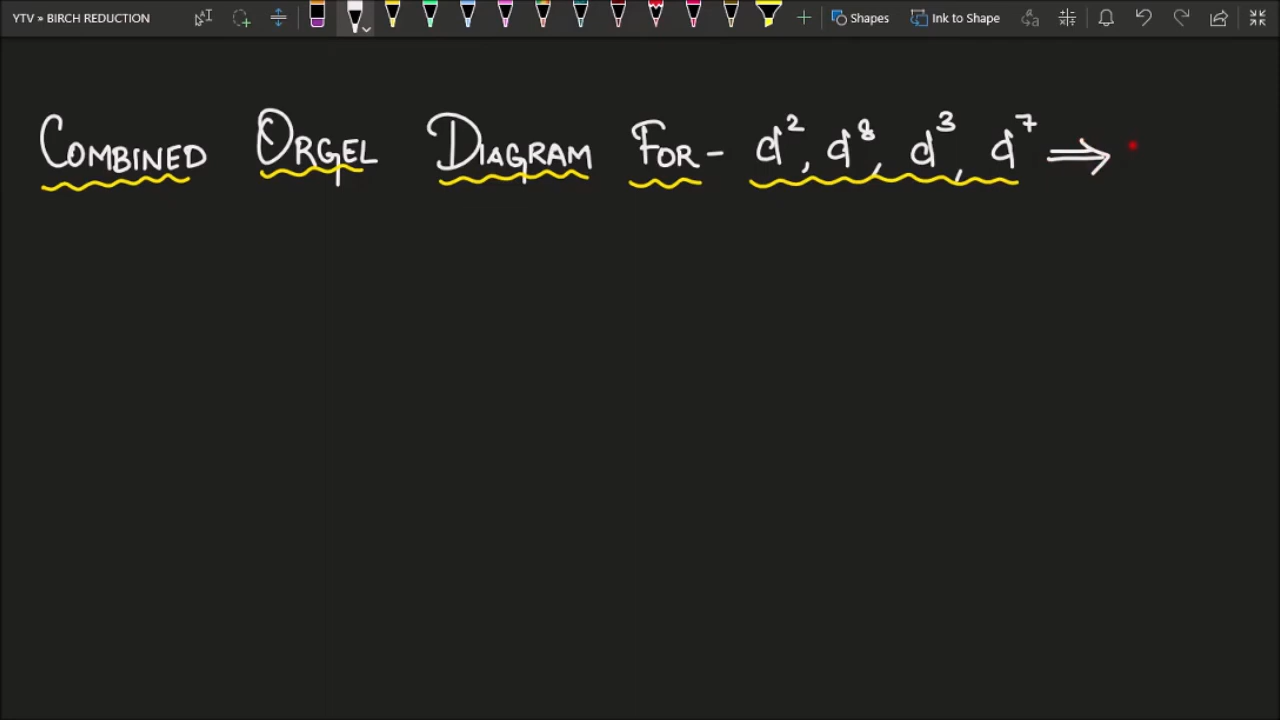 YTV » BIRCH REDUCTION Shapes Ink to Shape
COMBINED ORGEL DIAGRAM FOR - d², d⁸, d³, d⁷ ⟹